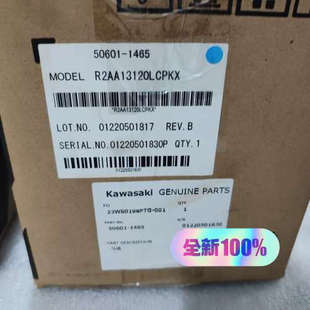 50601-1465
MODEL R2AA13120LCPKX
*R2AA13120LCPKX*
LOT.NO. 01220501817 REV.B
SERIAL.NO.01220501830P QTY.1
Kawasaki GENUINE PARTS
50601-1465
全新100%